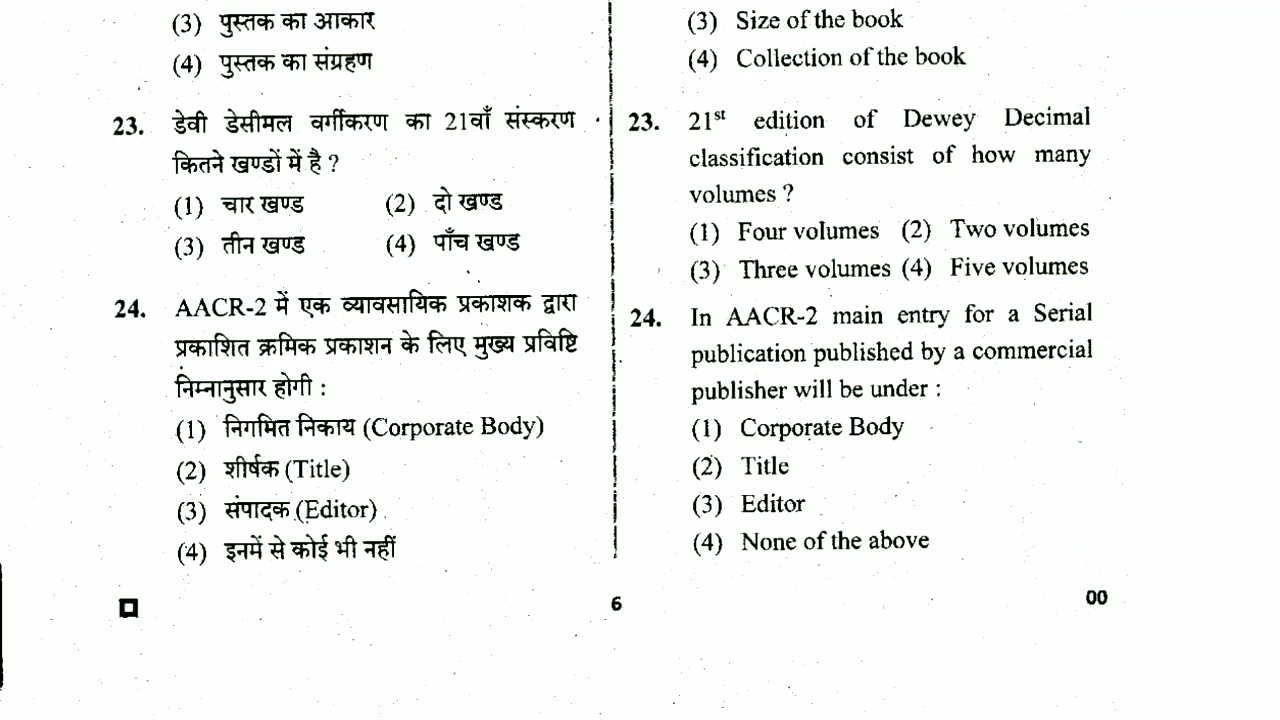 (3) पुस्तक का आकार
(4) पुस्तक का संग्रहण
23. डेवी डेसीमल वर्गीकरण का 21वाँ संस्करण
कितने खण्डों में है ?
(1) चार खण्ड (2) दो खण्ड
(3) तीन खण्ड (4) पाँच खण्ड
24. AACR-2 में एक व्यावसायिक प्रकाशक द्वारा
प्रकाशित क्रमिक प्रकाशन के लिए मुख्य प्रविष्टि
निम्नानुसार होगी :
(1) निगमित निकाय (Corporate Body)
(2) शीर्षक (Title)
(3) संपादक (Editor)
(4) इनमें से कोई भी नहीं
(3) Size of the book
(4) Collection of the book
23. 21st edition of Dewey Decimal
classification consist of how many
volumes ?
(1) Four volumes (2) Two volumes
(3) Three volumes (4) Five volumes
24. In AACR-2 main entry for a Serial
publication published by a commercial
publisher will be under :
(1) Corporate Body
(2) Title
(3) Editor
(4) None of the above
6
00